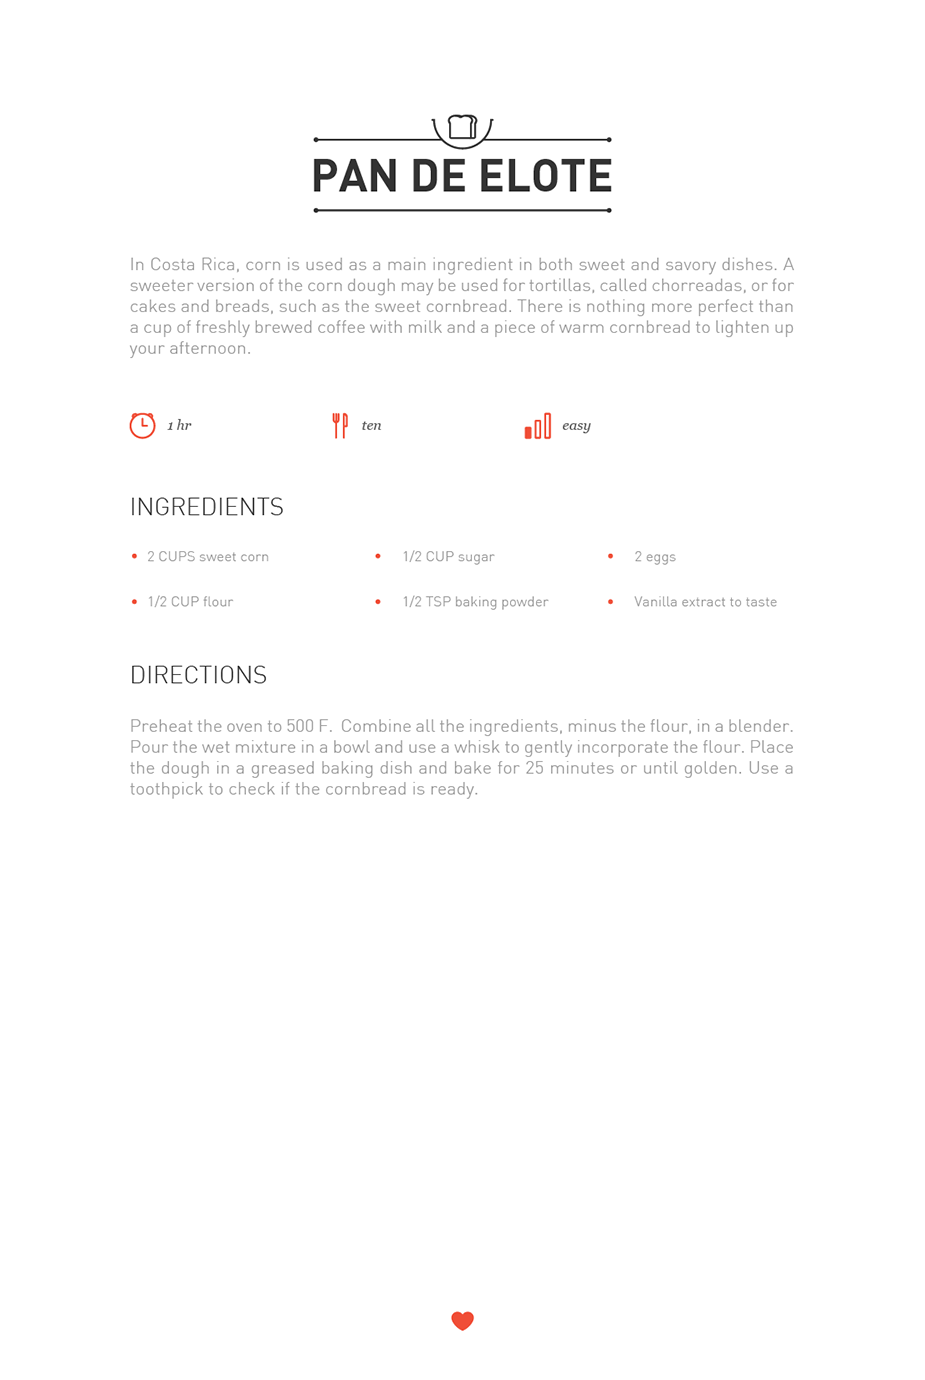 PAN DE ELOTE
In Costa Rica, corn is used as a main ingredient in both sweet and savory dishes. A
sweeter version of the corn dough may be used for tortillas, called chorreadas, or for
cakes and breads, such as the sweet cornbread. There is nothing more perfect than
a cup of freshly brewed coffee with milk and a piece of warm cornbread to lighten up
your afternoon.
1 hr ten easy
INGREDIENTS
• 2 CUPS sweet corn • 1/2 CUP sugar • 2 eggs
• 1/2 CUP flour • 1/2 TSP baking powder • Vanilla extract to taste
DIRECTIONS
Preheat the oven to 500 F.  Combine all the ingredients, minus the flour, in a blender.
Pour the wet mixture in a bowl and use a whisk to gently incorporate the flour. Place
the dough in a greased baking dish and bake for 25 minutes or until golden. Use a
toothpick to check if the cornbread is ready.